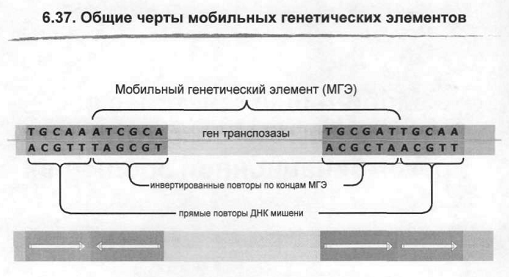 6.37. Общие черты мобильных генетических элементов
Мобильный генетический элемент (МГЭ)
TGCAAATCGCA ген транспозазы TGCGATTGCAA
ACGTTTAGCGT ACGCTAACGTT
инвертированные повторы по концам МГЭ
прямые повторы ДНК мишени